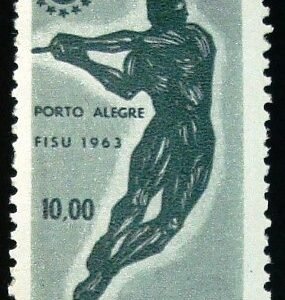 PORTO ALEGRE
FISU 1963
10,00